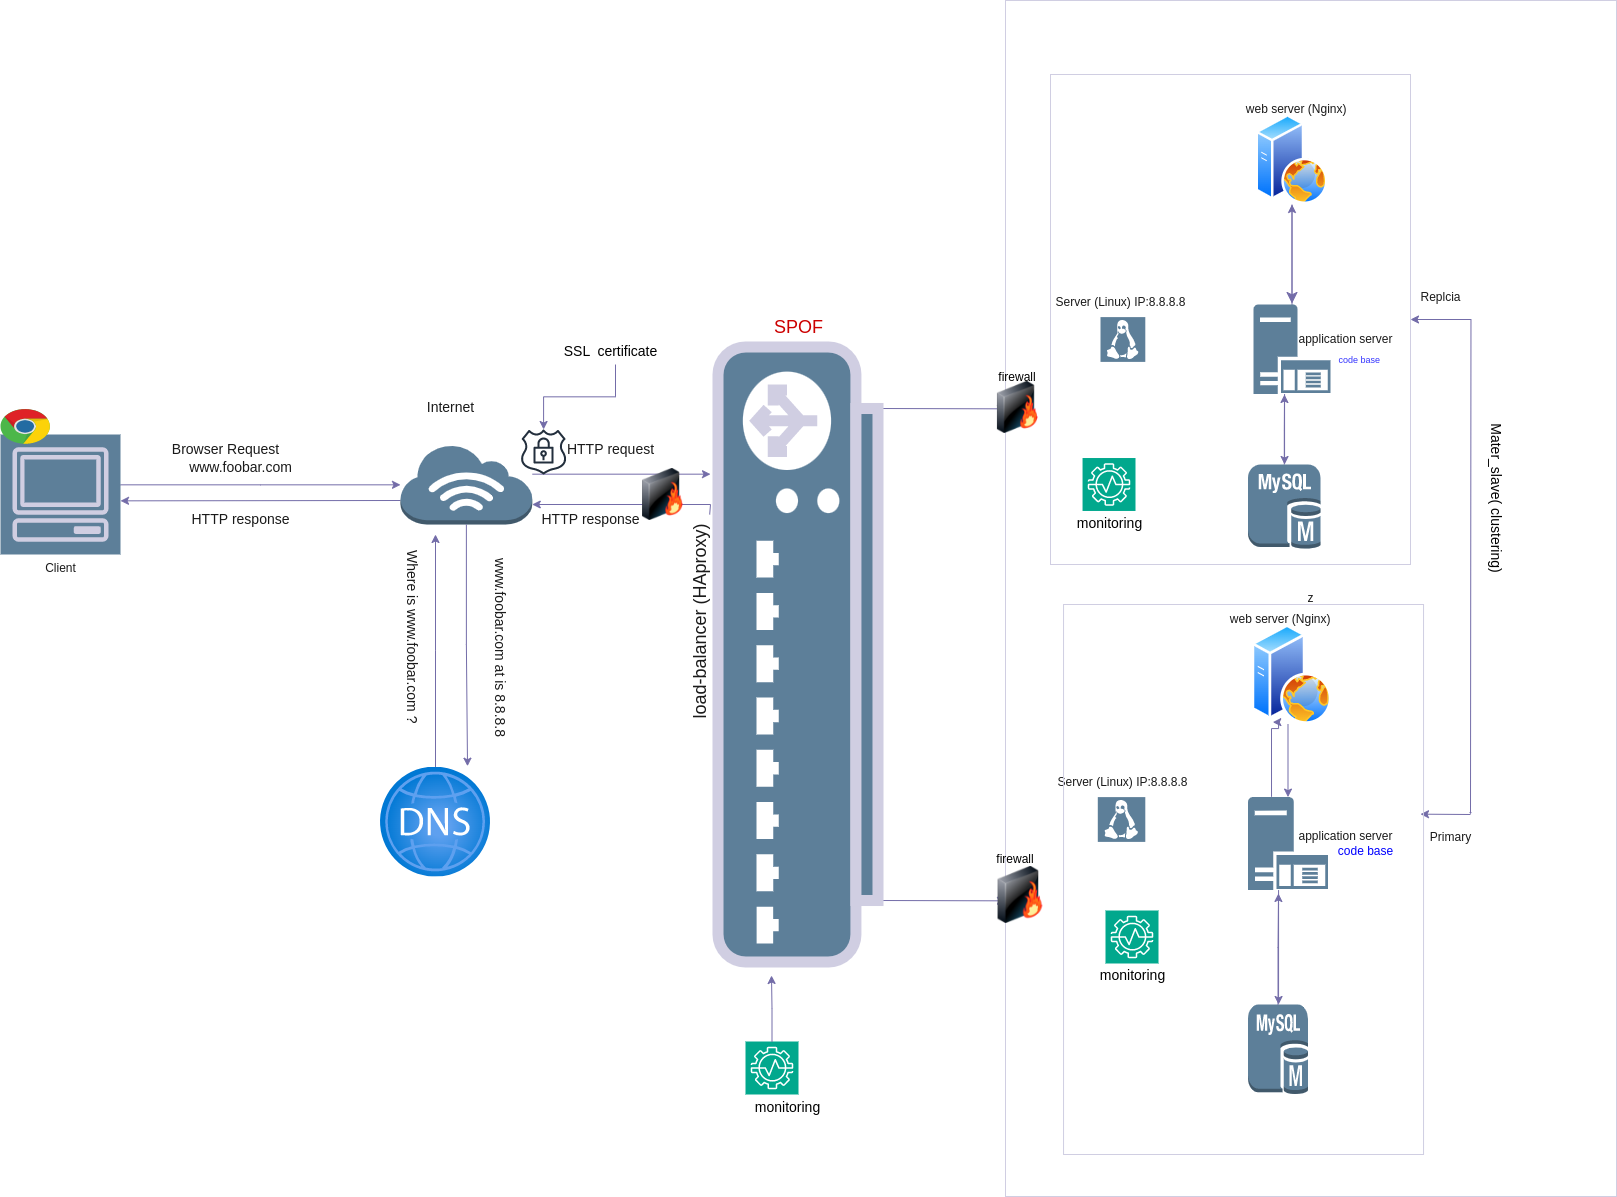 web server (Nginx)
Server (Linux) IP:8.8.8.8
Replcia
application server
code base
SPOF
SSL  certificate
firewall
Internet
Browser Request
www.foobar.com
HTTP request
HTTP response
HTTP response
Client
MySQL
M
monitoring
Mater_slave( clustering)
Where is www.foobar.com ?
www.foobar.com at is 8.8.8.8
load-balancer (HAproxy)
DNS
z
web server (Nginx)
Server (Linux) IP:8.8.8.8
application server
code base
Primary
firewall
monitoring
MySQL
M
monitoring